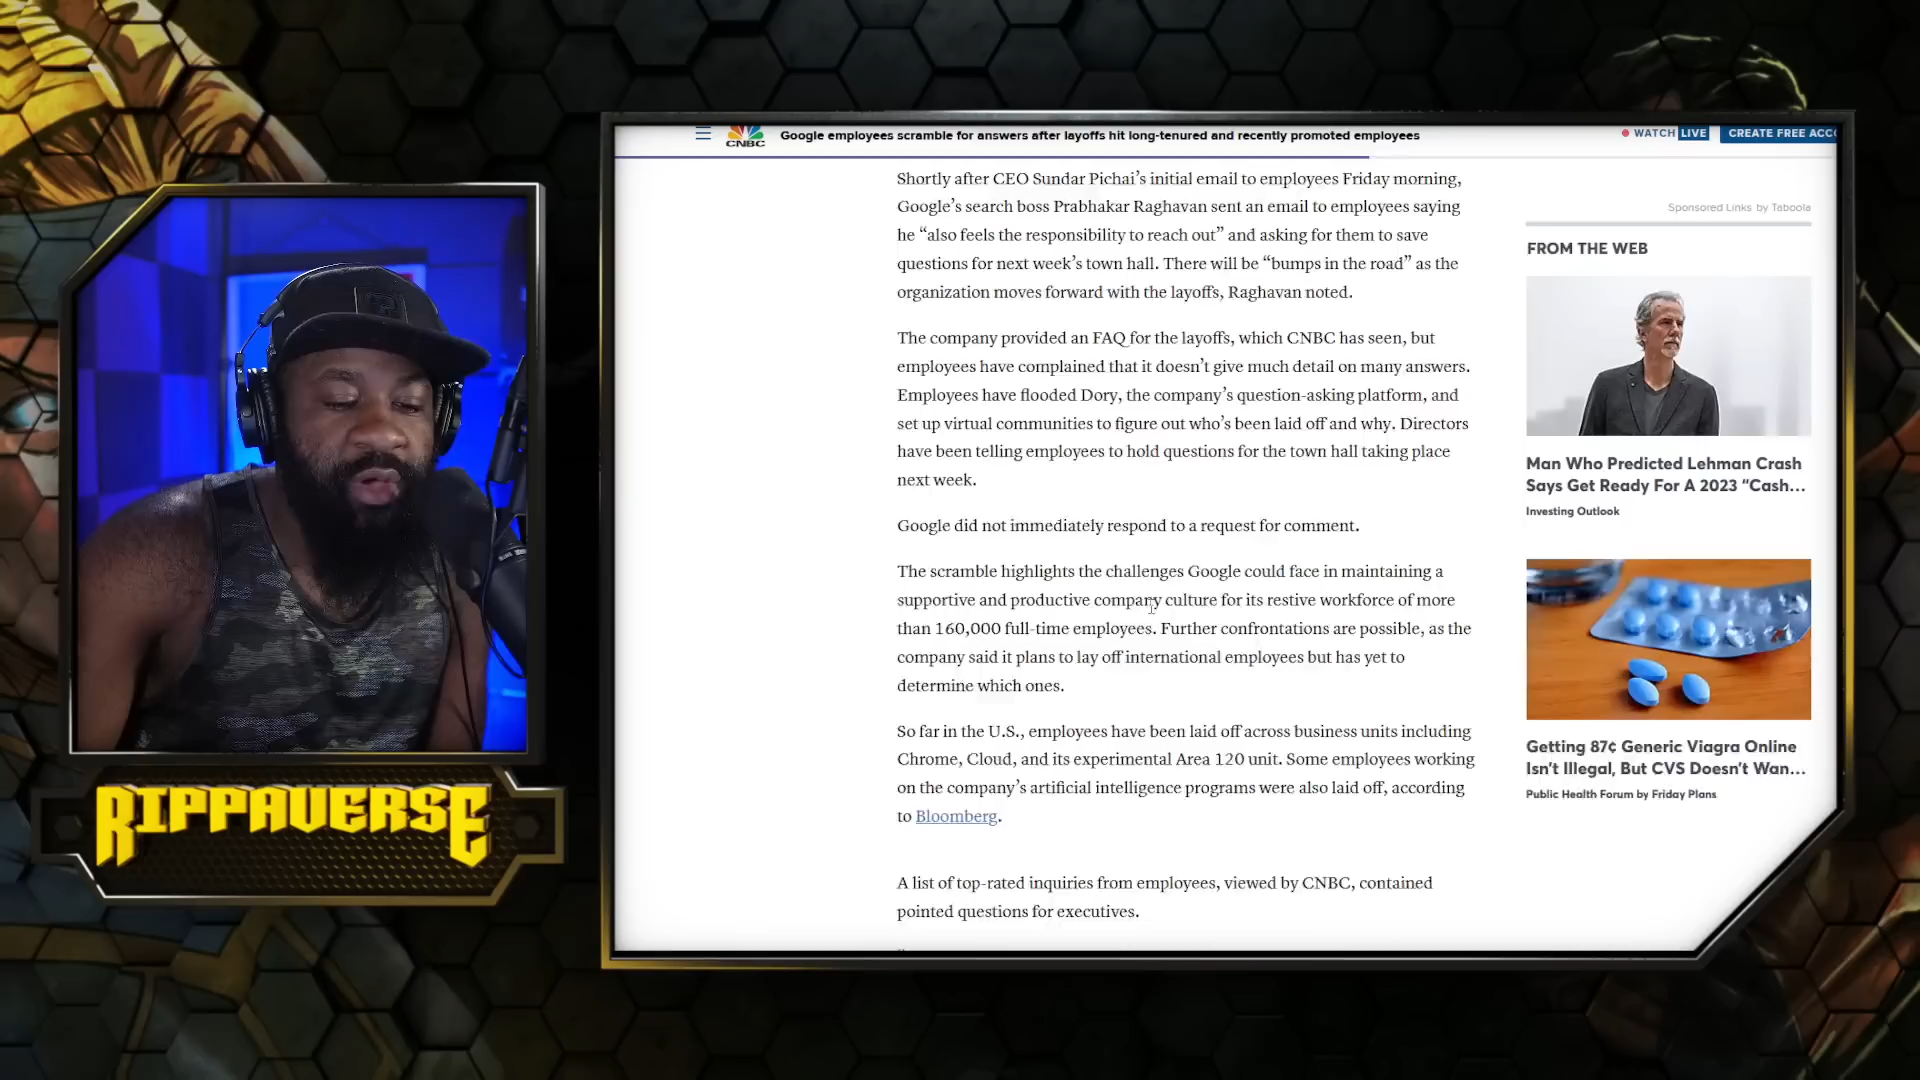 CNBC
Google employees scramble for answers after layoffs hit long-tenured and recently promoted employees
WATCH LIVE
CREATE FREE ACCO
Shortly after CEO Sundar Pichai’s initial email to employees Friday morning,
Google’s search boss Prabhakar Raghavan sent an email to employees saying
he “also feels the responsibility to reach out” and asking for them to save
questions for next week’s town hall. There will be “bumps in the road” as the
organization moves forward with the layoffs, Raghavan noted.
The company provided an FAQ for the layoffs, which CNBC has seen, but
employees have complained that it doesn’t give much detail on many answers.
Employees have flooded Dory, the company’s question-asking platform, and
set up virtual communities to figure out who’s been laid off and why. Directors
have been telling employees to hold questions for the town hall taking place
next week.
Google did not immediately respond to a request for comment.
The scramble highlights the challenges Google could face in maintaining a
supportive and productive company culture for its restive workforce of more
than 160,000 full-time employees. Further confrontations are possible, as the
company said it plans to lay off international employees but has yet to
determine which ones.
So far in the U.S., employees have been laid off across business units including
Chrome, Cloud, and its experimental Area 120 unit. Some employees working
on the company’s artificial intelligence programs were also laid off, according
to Bloomberg.
A list of top-rated inquiries from employees, viewed by CNBC, contained
pointed questions for executives.
Sponsored Links by Taboola
FROM THE WEB
Man Who Predicted Lehman Crash
Says Get Ready For A 2023 “Cash...
Investing Outlook
Getting 87¢ Generic Viagra Online
Isn’t Illegal, But CVS Doesn’t Wan...
Public Health Forum by Friday Plans
RIPPAVERSE